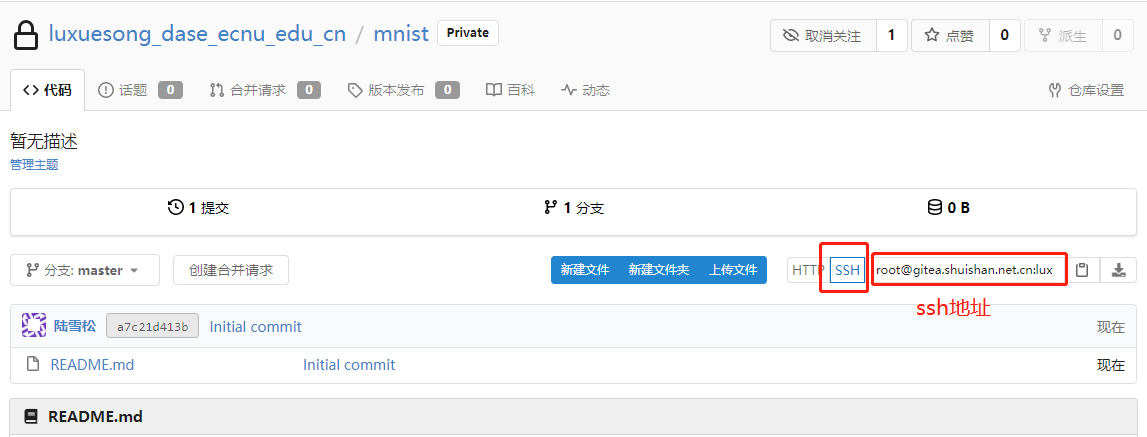 luxuesong_dase_ecnu_edu_cn / mnist Private 取消关注 1 点赞 0 派生 0
代码 话题 0 合并请求 0 版本发布 0 百科 动态 仓库设置
暂无描述
管理主题
1 提交 1 分支 0 B
分支: master 创建合并请求 新建文件 新建文件夹 上传文件 HTTP SSH root@gitea.shuishan.net.cn:lux
ssh地址
陆雪松 a7c21d413b Initial commit 现在
README.md Initial commit 现在
README.md